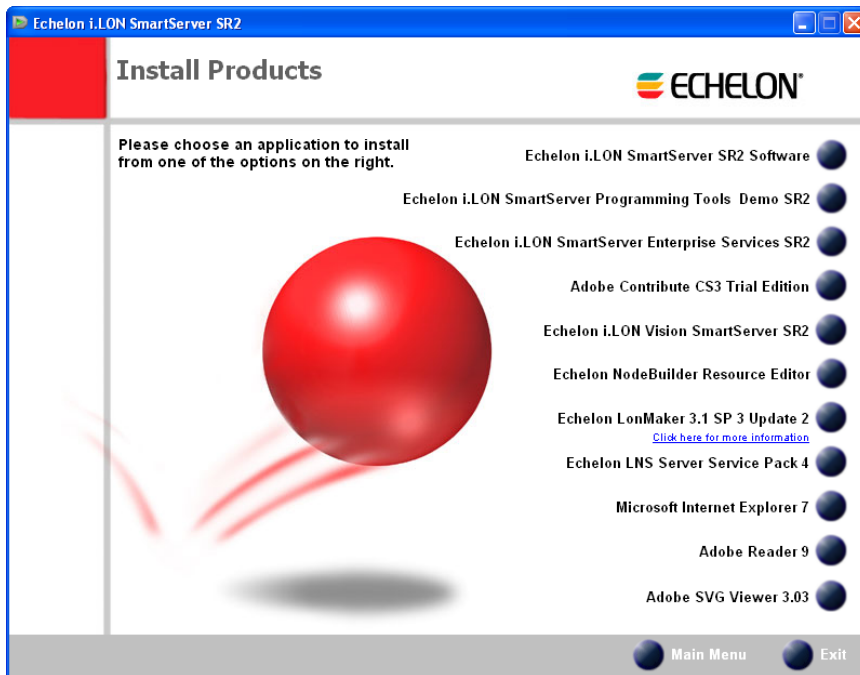 Echelon i.LON SmartServer SR2
Install Products
ECHELON®
Please choose an application to install
from one of the options on the right.
Echelon i.LON SmartServer SR2 Software
Echelon i.LON SmartServer Programming Tools Demo SR2
Echelon i.LON SmartServer Enterprise Services SR2
Adobe Contribute CS3 Trial Edition
Echelon i.LON Vision SmartServer SR2
Echelon NodeBuilder Resource Editor
Echelon LonMaker 3.1 SP 3 Update 2
Click here for more information
Echelon LNS Server Service Pack 4
Microsoft Internet Explorer 7
Adobe Reader 9
Adobe SVG Viewer 3.03
Main Menu
Exit